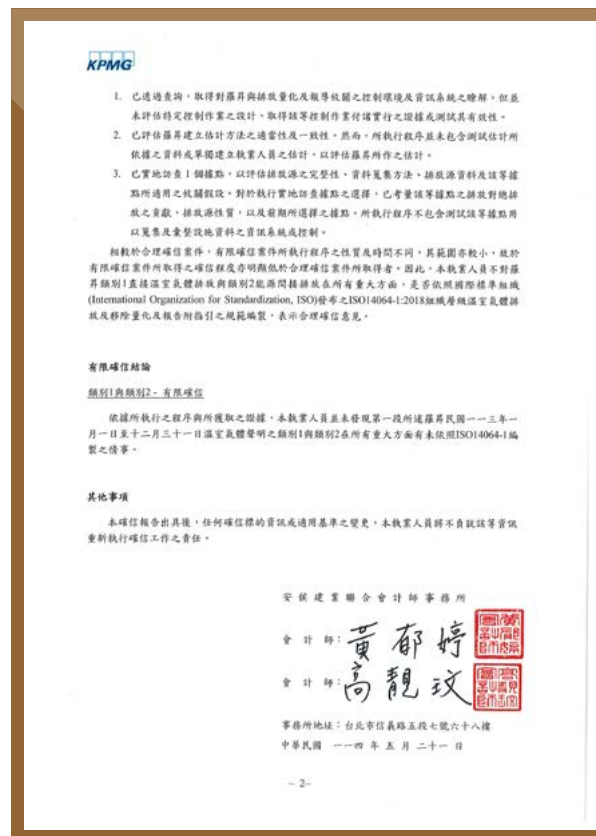 KPMG
1. 已透過查詢,取得對羅昇與排放量化及報導攸關之控制環境及資訊系統之瞭解。但並
未評估特定控制作業之設計、取得該等控制作業付諸實行之證據或測試其有效性。
2. 已評估羅昇建立估計方法之適當性及一致性。然而,所執行程序並未包含測試估計所
依據之資料或單獨建立執業人員之估計,以評估羅昇所作之估計。
3. 已實地訪查1個據點,以評估排放源之完整性、資料蒐集方法、排放源資料及該等據
點所適用之攸關假設。對於執行實地訪查據點之選擇,已考量該等據點之排放對總排
放之貢獻、排放源性質,以及前期所選擇之據點。所執行程序不包含測試該等據點用
以蒐集及彙整設施資料之資訊系統或控制。
相較於合理確信案件,有限確信案件所執行程序之性質及時間不同,其範圍亦較小,故於
有限確信案件所取得之確信程度亦明顯低於合理確信案件所取得者。因此,本執業人員不對羅
昇類別1直接溫室氣體排放與類別2能源間接排放在所有重大方面,是否依照國際標準組織
(International Organization for Standardization, ISO)發布之ISO14064-1:2018組織層級溫室氣體排
放及移除量化及報告附指引之規範編製,表示合理確信意見。
有限確信結論
類別1與類別2 - 有限確信
依據所執行之程序與所獲取之證據,本執業人員並未發現第一段所述羅昇民國一一三年一
月一日至十二月三十一日溫室氣體聲明之類別1與類別2在所有重大方面有未依照ISO14064-1編
製之情事。
其他事項
本確信報告出具後,任何確信標的資訊或適用基準之變更,本執業人員將不負就該等資訊
重新執行確信工作之責任。
安侯建業聯合會計師事務所
會計師:黃郁婷
會計師:高靚玟
事務所地址:台北市信義路五段七號六十八樓
中華民國 一一四 年 五 月 二十一 日
~ 2~